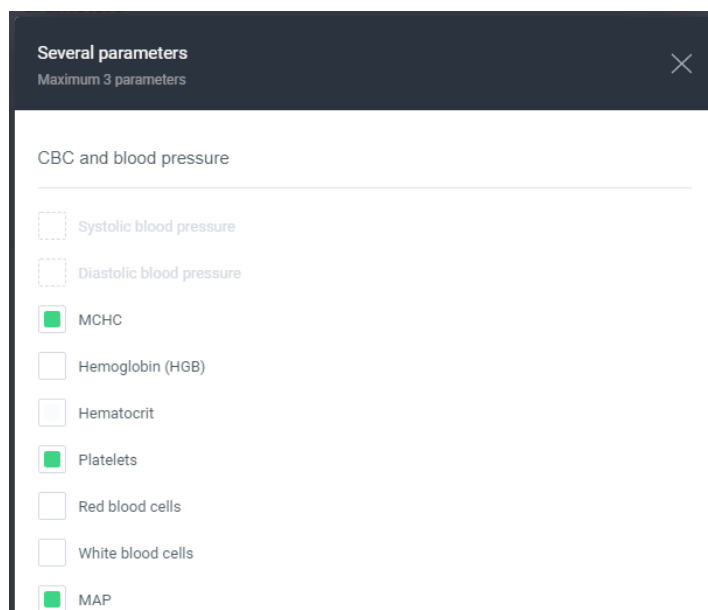 Several parameters
Maximum 3 parameters
CBC and blood pressure
Systolic blood pressure
Diastolic blood pressure
MCHC
Hemoglobin (HGB)
Hematocrit
Platelets
Red blood cells
White blood cells
MAP